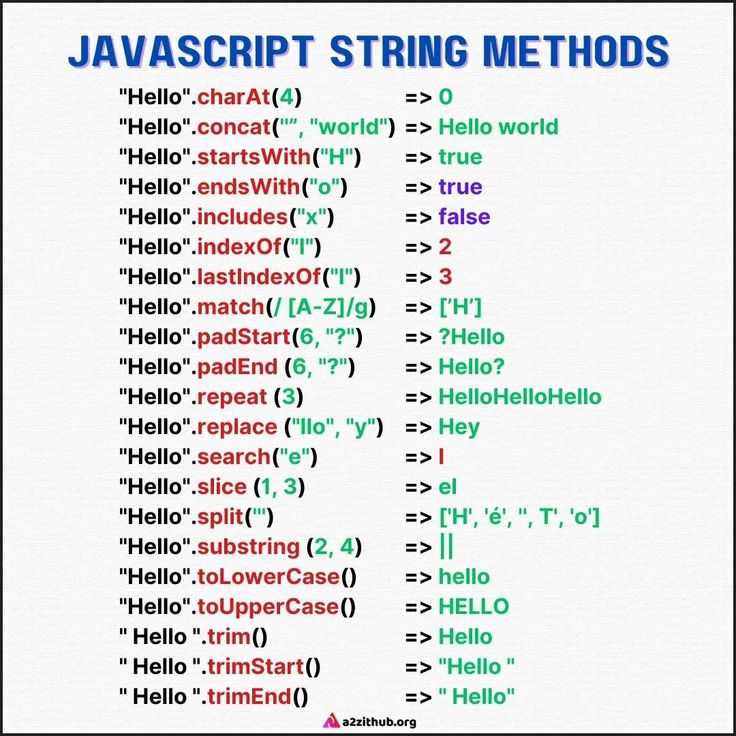 JAVASCRIPT STRING METHODS
"Hello".charAt(4) => 0
"Hello".concat("”, "world") => Hello world
"Hello".startsWith("H") => true
"Hello".endsWith("o") => true
"Hello".includes("x") => false
"Hello".indexOf("l") => 2
"Hello".lastIndexOf("l") => 3
"Hello".match(/ [A-Z]/g) => [’H’]
"Hello".padStart(6, "?") => ?Hello
"Hello".padEnd (6, "?") => Hello?
"Hello".repeat (3) => HelloHelloHello
"Hello".replace ("llo", "y") => Hey
"Hello".search("e") => I
"Hello".slice (1, 3) => el
"Hello".split("'') => ['H', 'é', '', T', 'o']
"Hello".substring (2, 4) => ||
"Hello".toLowerCase() => hello
"Hello".toUpperCase() => HELLO
" Hello ".trim() => Hello
" Hello ".trimStart() => "Hello "
" Hello ".trimEnd() => " Hello"
a2zithub.org